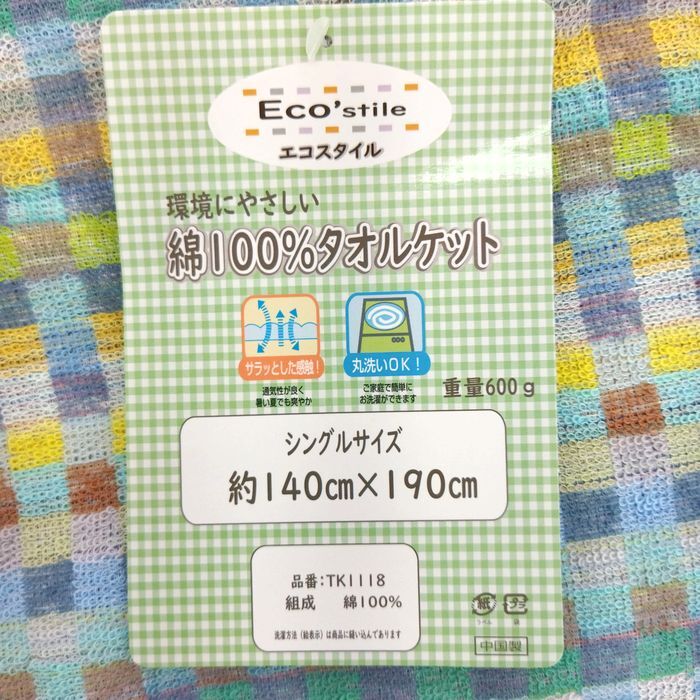 Eco'stile
エコスタイル
環境にやさしい
綿100%タオルケット
サラッとした感触!
丸洗いOK!
通気性が良く
暑い夏でも爽やか
ご家庭で簡単に
お洗濯ができます
重量600g
シングルサイズ
約140cm×190cm
品番:TK1118
組成 綿100%
洗濯方法(絵表示)は商品に縫い込んであります
紙
ラベル
プラ
袋
中国製